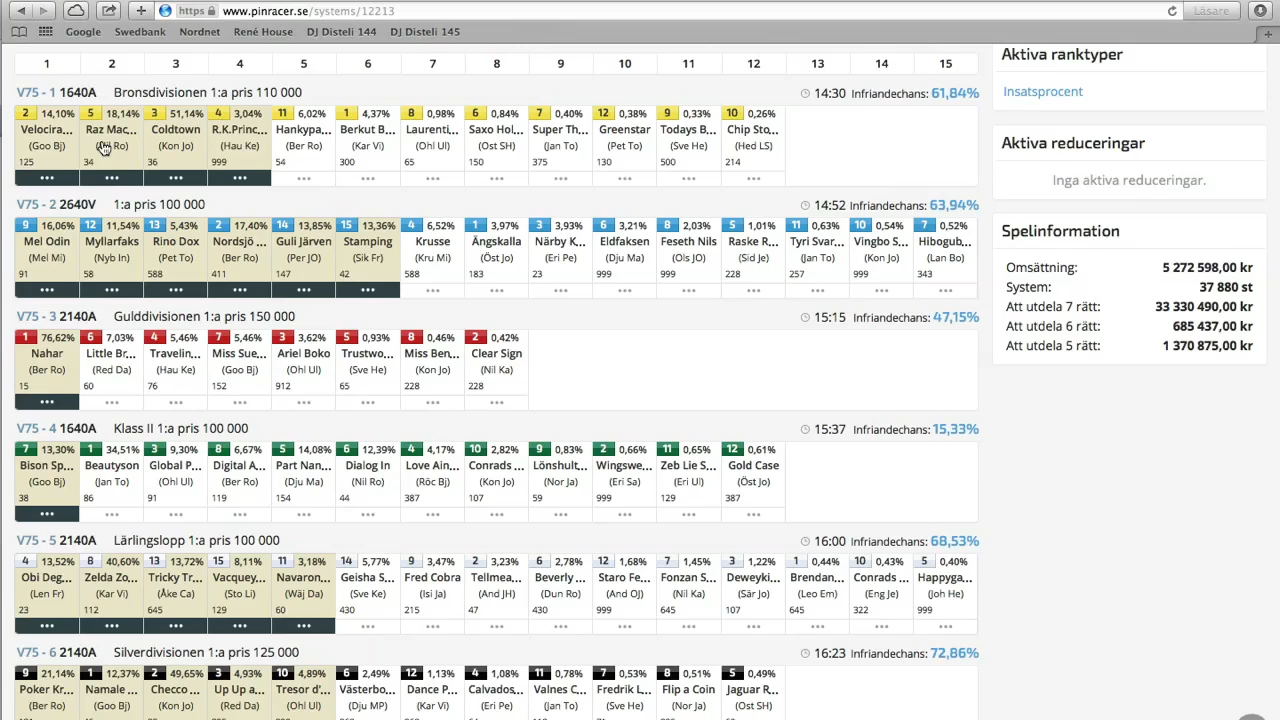 https www.pinracer.se/systems/12213 Läsare
Google Swedbank Nordnet René House DJ Disteli 144 DJ Disteli 145
1 2 3 4 5 6 7 8 9 10 11 12 13 14 15
V75 - 1 1640A Bronsdivisionen 1:a pris 110 000 14:30 Infriandechans: 61,84%
2 14,10% 5 18,14% 3 51,14% 4 3,04% 11 6,02% 1 4,37% 8 0,98% 6 0,84% 7 0,40% 12 0,38% 9 0,33% 10 0,26%
Velocira... Raz Mac... Coldtown R.K.Princ... Hankypa... Berkut B... Laurenti... Saxo Hol... Super Th... Greenstar Todays B... Chip Sto...
(Goo Bj) Ro) (Kon Jo) (Hau Ke) (Ber Ro) (Kar Vi) (Ohl Ul) (Ost SH) (Jan To) (Pet To) (Sve He) (Hed LS)
125 34 36 999 54 300 65 150 375 130 500 214
V75 - 2 2640V 1:a pris 100 000 14:52 Infriandechans: 63,94%
9 16,06% 12 11,54% 13 5,43% 2 17,40% 14 13,85% 15 13,36% 4 6,52% 1 3,97% 3 3,93% 6 3,21% 8 2,03% 5 1,01% 11 0,63% 10 0,54% 7 0,52%
Mel Odin Myllarfaks Rino Dox Nordsjö ... Guli Järven Stamping Krusse Ängskalla Närby K... Eldfaksen Feseth Nils Raske R... Tyri Svar... Vingbo S... Hibogub...
(Mel Mi) (Nyb In) (Pet To) (Ber Ro) (Per JO) (Sik Fr) (Kru Mi) (Öst Jo) (Eri Pe) (Dju Ma) (Ols JO) (Sid Je) (Jan To) (Kon Jo) (Lan Bo)
91 58 588 411 147 42 588 183 23 999 999 228 257 999 343
V75 - 3 2140A Gulddivisionen 1:a pris 150 000 15:15 Infriandechans: 47,15%
1 76,62% 6 7,03% 4 5,46% 7 5,46% 3 3,62% 5 0,93% 8 0,46% 2 0,42%
Nahar Little Br... Travelin... Miss Sue... Ariel Boko Trustwo... Miss Ben... Clear Sign
(Ber Ro) (Red Da) (Hau Ke) (Goo Bj) (Ohl Ul) (Sve He) (Kon Jo) (Nil Ka)
15 60 76 152 912 65 228 228
V75 - 4 1640A Klass II 1:a pris 100 000 15:37 Infriandechans: 15,33%
7 13,30% 1 34,51% 3 9,30% 8 6,67% 5 14,08% 6 12,39% 4 4,17% 10 2,82% 9 0,83% 2 0,66% 11 0,65% 12 0,61%
Bison Sp... Beautyson Global P... Digital A... Part Nan... Dialog In Love Ain... Conrads ... Lönshult... Wingswe... Zeb Lie S... Gold Case
(Goo Bj) (Jan To) (Ohl Ul) (Ber Ro) (Dju Ma) (Nil Ro) (Röc Bj) (Kon Jo) (Nor Ja) (Eri Sa) (Eri Ul) (Öst Jo)
38 86 91 119 154 44 387 107 59 999 129 387
V75 - 5 2140A Lärlingslopp 1:a pris 100 000 16:00 Infriandechans: 68,53%
4 13,52% 8 40,60% 13 13,72% 15 8,11% 11 3,18% 14 5,77% 9 3,47% 2 3,23% 6 2,78% 12 1,68% 7 1,45% 3 1,22% 1 0,44% 10 0,43% 5 0,40%
Obi Deg... Zelda Zo... Tricky Tr... Vacquey... Navaron... Geisha S... Fred Cobra Tellmea... Beverly ... Staro Fe... Fonzan S... Deweyki... Brendan... Conrads ... Happyga...
(Len Fr) (Kar Vi) (Åke Ca) (Sto Li) (Wäj Da) (Sve Ke) (Isi Ja) (And JH) (Dun Ro) (And OJ) (Nil Ka) (Sär Jo) (Leo Em) (Eng Je) (Joh He)
23 112 645 129 60 430 215 47 430 999 645 107 645 322 999
V75 - 6 2140A Silverdivisionen 1:a pris 125 000 16:23 Infriandechans: 72,86%
9 21,14% 1 12,37% 2 49,65% 3 4,93% 10 4,89% 6 2,49% 12 1,13% 4 1,08% 11 0,78% 7 0,53% 8 0,51% 5 0,49%
Poker Kr... Namale ... Checco ... Up Up a... Tresor d'... Västerbo... Dance P... Calvados,... Valnes C... Fredrik L... Flip a Coin Jaguar R...
(Ber Ro) (Goo Bj) (Kon Jo) (Red Da) (Ohl Ul) (Dju MP) (Kar Vi) (Eri Pe) (Jan To) (Sve He) (Nor Ja) (Ost SH)
Aktiva ranktyper
Insatsprocent
Aktiva reduceringar
Inga aktiva reduceringar.
Spelinformation
Omsättning: 5 272 598,00 kr
System: 37 880 st
Att utdela 7 rätt: 33 330 490,00 kr
Att utdela 6 rätt: 685 437,00 kr
Att utdela 5 rätt: 1 370 875,00 kr